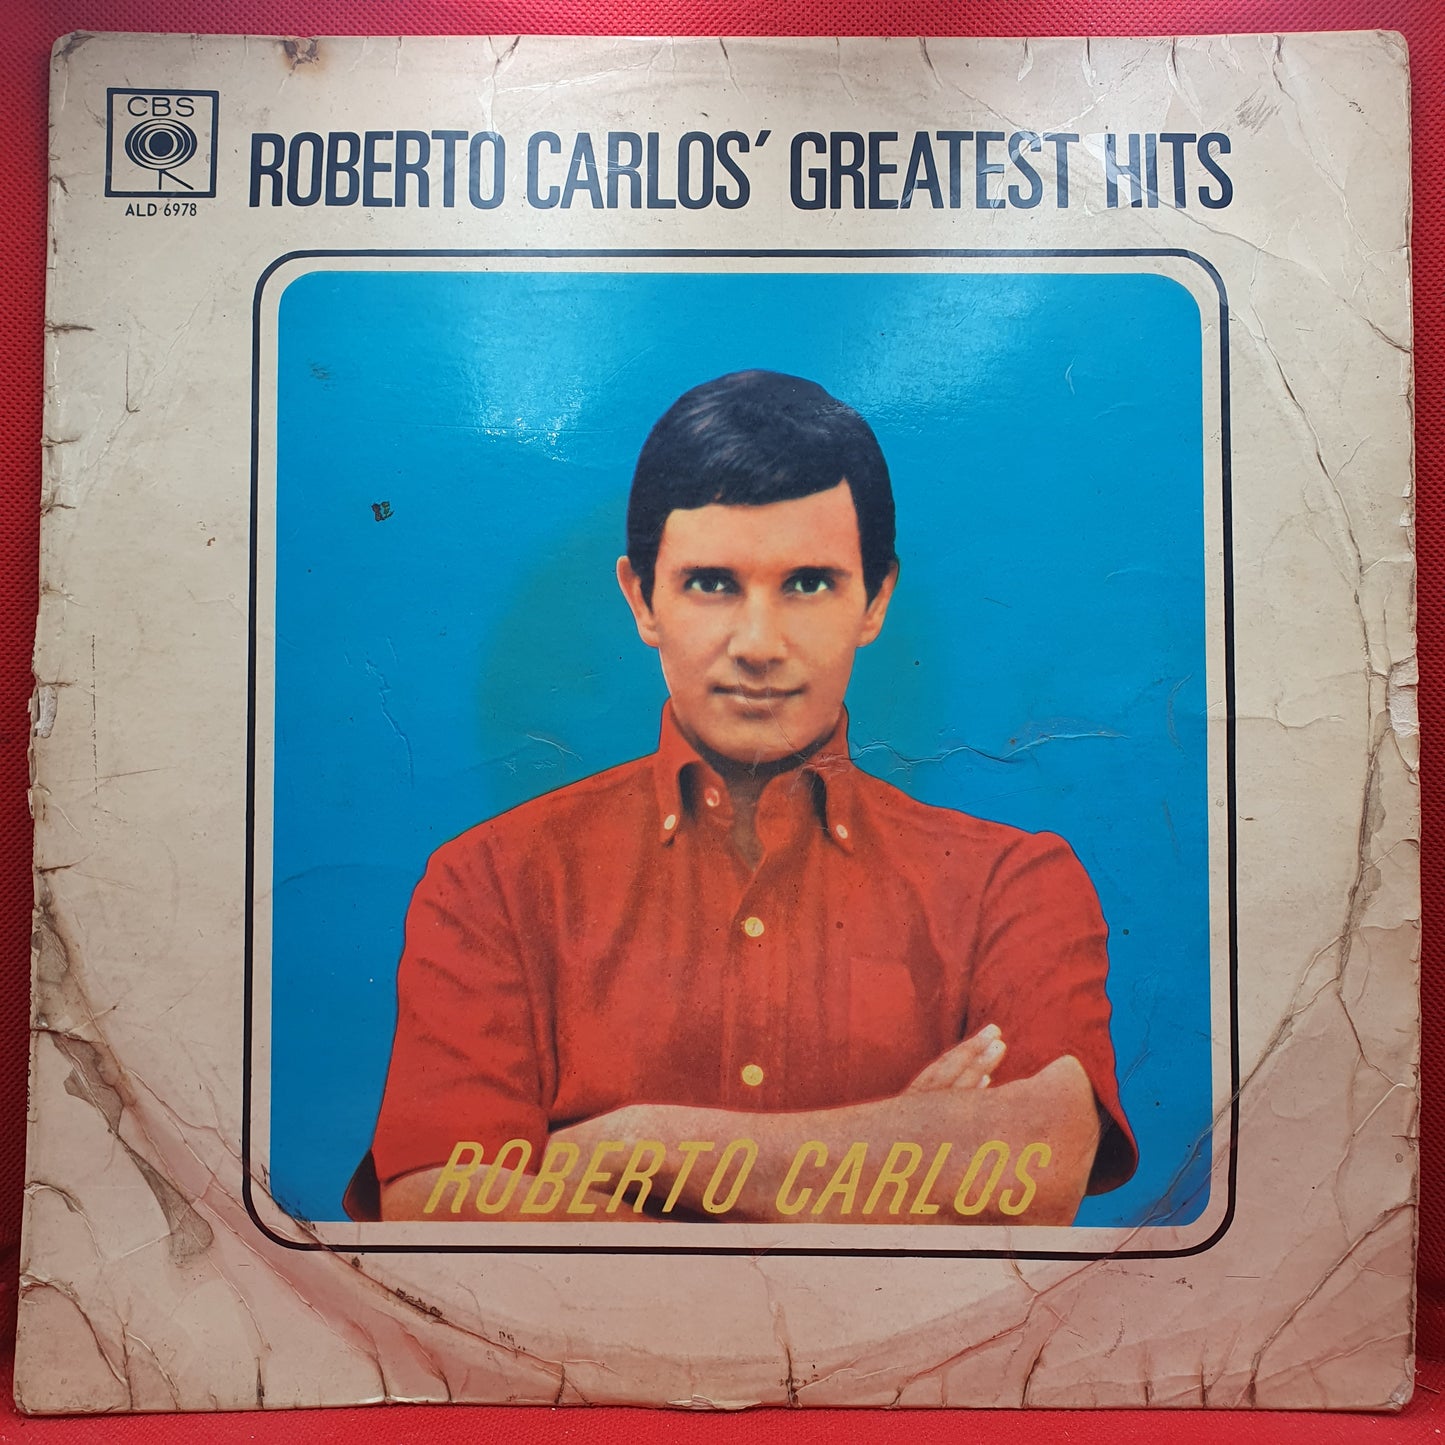 CBS
ALD 6978
ROBERTO CARLOS' GREATEST HITS
ROBERTO CARLOS